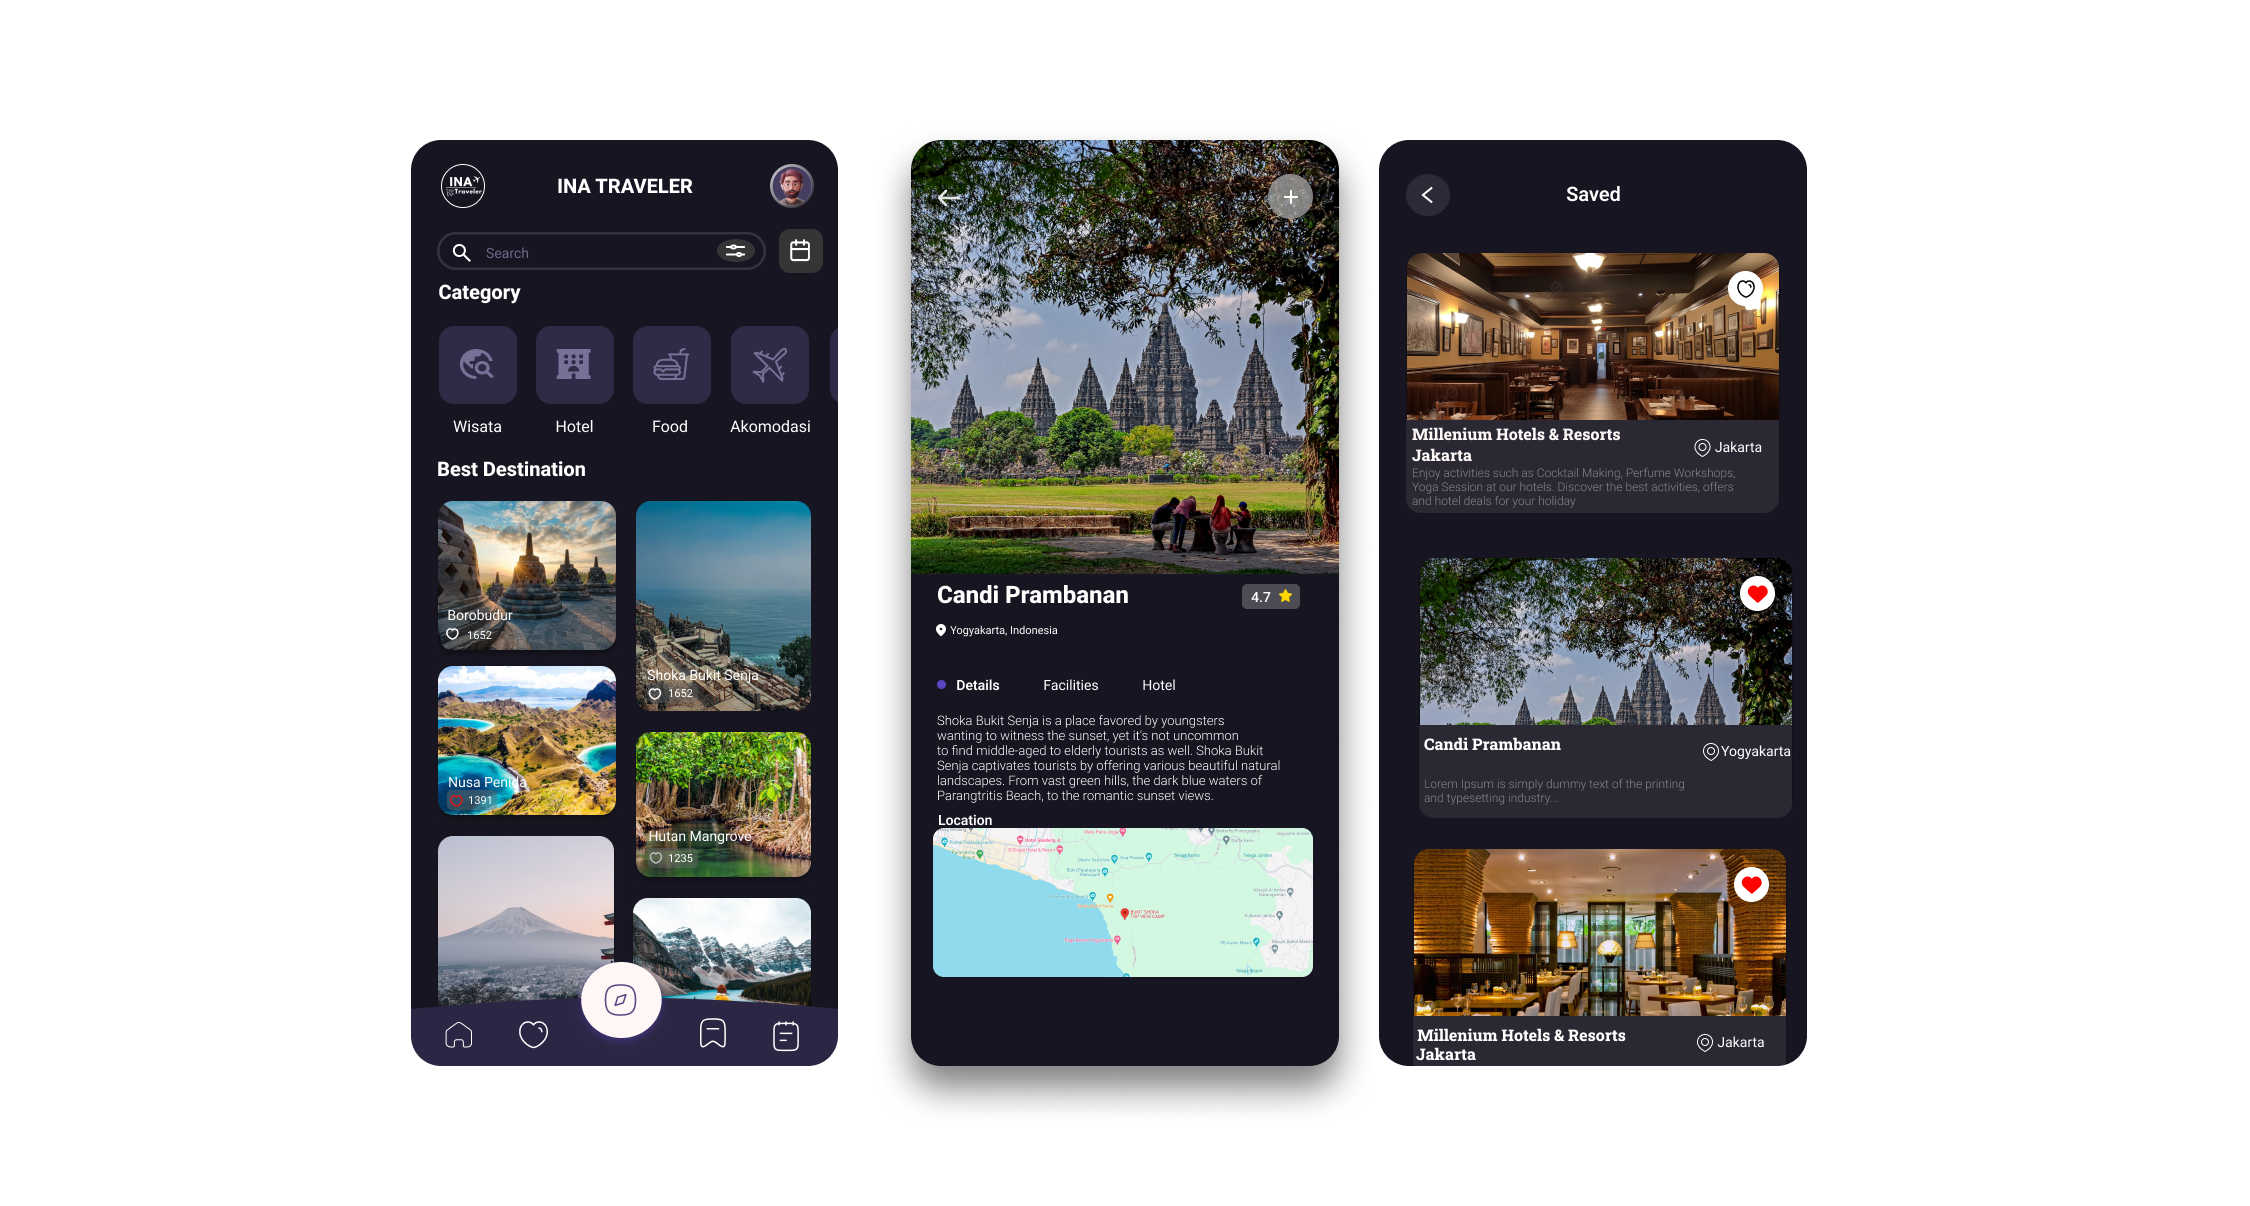 INA
Traveler
INA TRAVELER
Search
Category
Wisata
Hotel
Food
Akomodasi
Best Destination
Borobudur
1652
Shoka Bukit Senja
1652
Nusa Penida
1391
Hutan Mangrove
1235
Candi Prambanan
4.7
Yogyakarta, Indonesia
Details
Facilities
Hotel
Shoka Bukit Senja is a place favored by youngsters
wanting to witness the sunset, yet it's not uncommon
to find middle-aged to elderly tourists as well. Shoka Bukit
Senja captivates tourists by offering various beautiful natural
landscapes. From vast green hills, the dark blue waters of
Parangtritis Beach, to the romantic sunset views.
Location
BUKIT SHOKA
TOP VIEW CAMP
Saved
Millenium Hotels & Resorts
Jakarta
Jakarta
Enjoy activities such as Cocktail Making, Perfume Workshops,
Yoga Session at our hotels. Discover the best activities, offers
and hotel deals for your holiday
Candi Prambanan
Yogyakarta
Lorem Ipsum is simply dummy text of the printing
and typesetting industry...
Millenium Hotels & Resorts
Jakarta
Jakarta